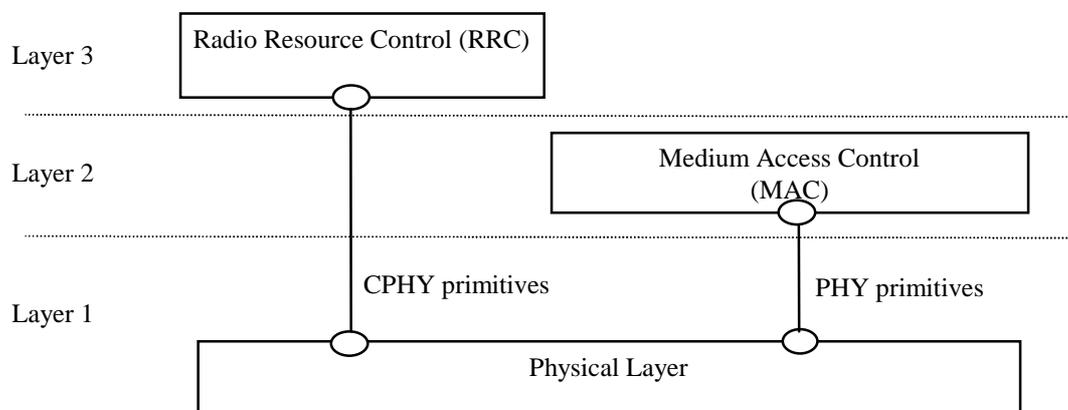 Radio Resource Control (RRC)
Layer 3
Medium Access Control
(MAC)
Layer 2
CPHY primitives
PHY primitives
Layer 1
Physical Layer